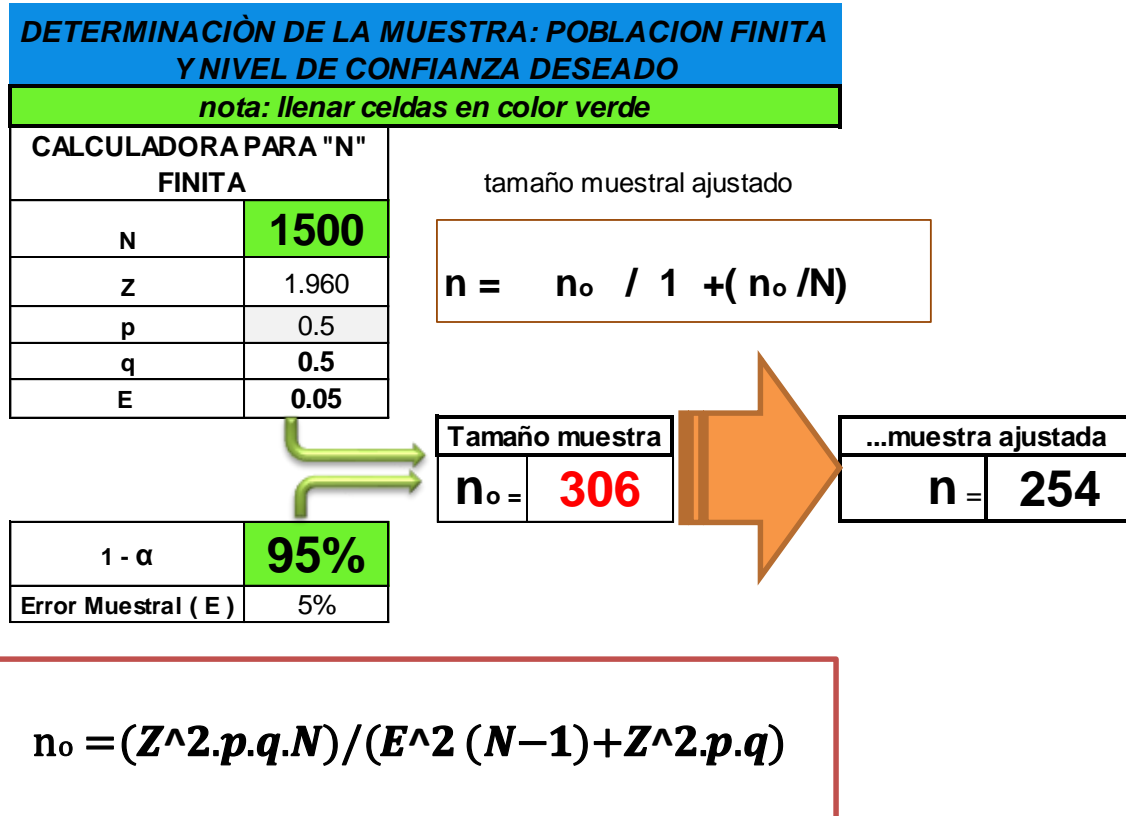 DETERMINACIÒN DE LA MUESTRA: POBLACION FINITA
Y NIVEL DE CONFIANZA DESEADO
nota: llenar celdas en color verde
CALCULADORA PARA "N"
FINITA
tamaño muestral ajustado
N 1500
Z 1.960
n = nₒ / 1 +( nₒ /N)
p 0.5
q 0.5
E 0.05
Tamaño muestra
...muestra ajustada
nₒ = 306
n = 254
1 - α 95%
Error Muestral ( E ) 5%
nₒ =(Z^2.p.q.N)/(E^2 (N−1)+Z^2.p.q)